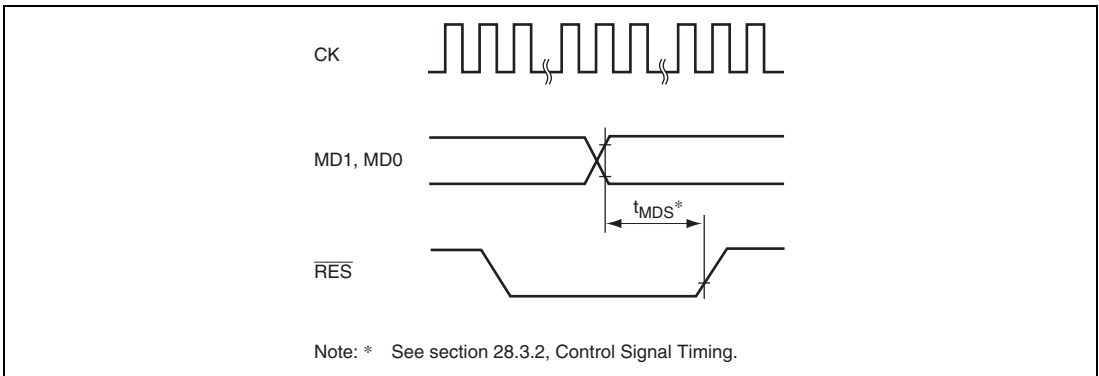 CK
MD1, MD0
tMDS*
RES
Note: * See section 28.3.2, Control Signal Timing.